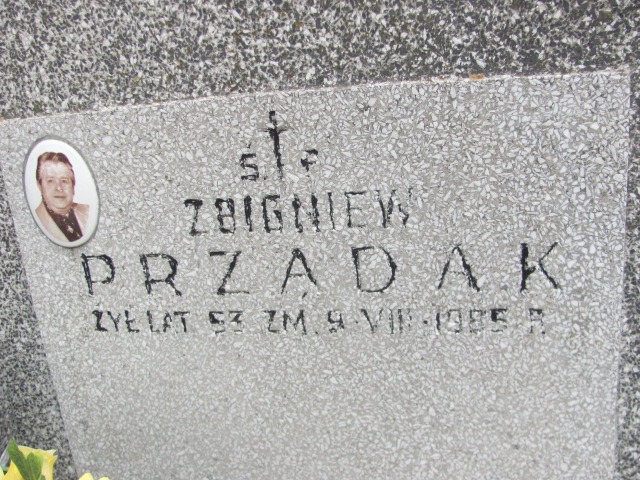 Ś. P.
ZBIGNIEW
PRZĄDAK
ŻYŁ LAT 53 ZM. 9. VIII. 1985 R.